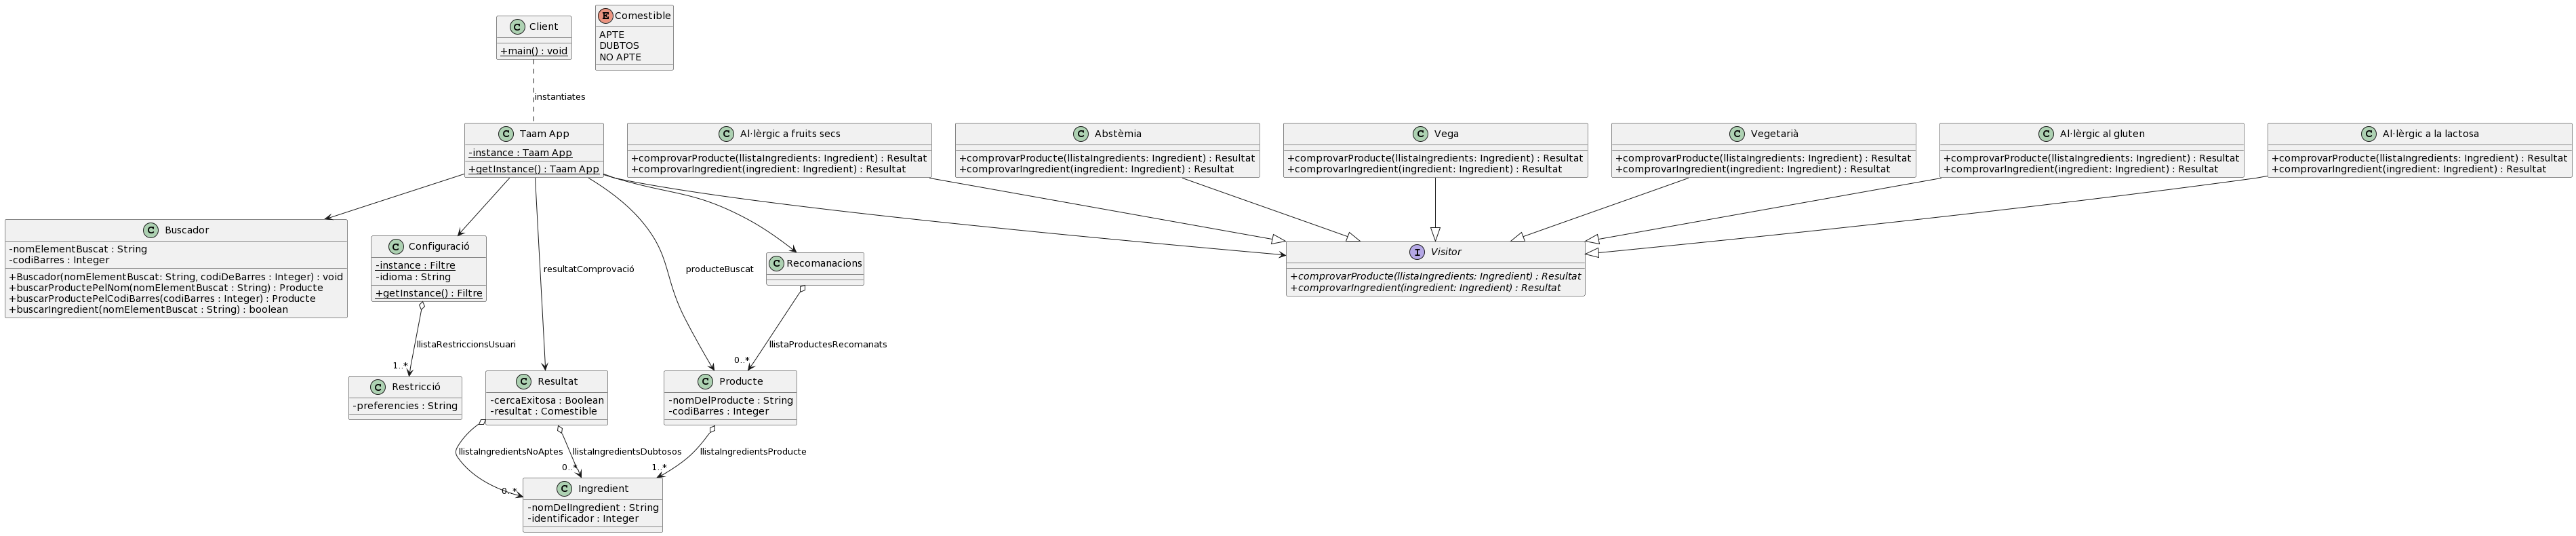 Client
+main() : void
Comestible
APTE
DUBTOS
NO APTE
instantiates
Taam App
-instance : Taam App
+getInstance() : Taam App
Al·lèrgic a fruits secs
+comprovarProducte(llistaIngredients: Ingredient) : Resultat
+comprovarIngredient(ingredient: Ingredient) : Resultat
Abstèmia
+comprovarProducte(llistaIngredients: Ingredient) : Resultat
+comprovarIngredient(ingredient: Ingredient) : Resultat
Vega
+comprovarProducte(llistaIngredients: Ingredient) : Resultat
+comprovarIngredient(ingredient: Ingredient) : Resultat
Vegetarià
+comprovarProducte(llistaIngredients: Ingredient) : Resultat
+comprovarIngredient(ingredient: Ingredient) : Resultat
Al·lèrgic al gluten
+comprovarProducte(llistaIngredients: Ingredient) : Resultat
+comprovarIngredient(ingredient: Ingredient) : Resultat
Al·lèrgic a la lactosa
+comprovarProducte(llistaIngredients: Ingredient) : Resultat
+comprovarIngredient(ingredient: Ingredient) : Resultat
Buscador
-nomElementBuscat : String
-codiBarres : Integer
+Buscador(nomElementBuscat: String, codiDeBarres : Integer) : void
+buscarProductePelNom(nomElementBuscat : String) : Producte
+buscarProductePelCodiBarres(codiBarres : Integer) : Producte
+buscarIngredient(nomElementBuscat : String) : boolean
Configuració
-instance : Filtre
-idioma : String
+getInstance() : Filtre
resultatComprovació
producteBuscat
Recomanacions
Visitor
+comprovarProducte(llistaIngredients: Ingredient) : Resultat
+comprovarIngredient(ingredient: Ingredient) : Resultat
llistaRestriccionsUsuari
1..*
llistaProductesRecomanats
0..*
Restricció
-preferencies : String
Resultat
-cercaExitosa : Boolean
-resultat : Comestible
Producte
-nomDelProducte : String
-codiBarres : Integer
llistaIngredientsNoAptes
0..*
llistaIngredientsDubtosos
0..*
llistaIngredientsProducte
1..*
Ingredient
-nomDelIngredient : String
-identificador : Integer